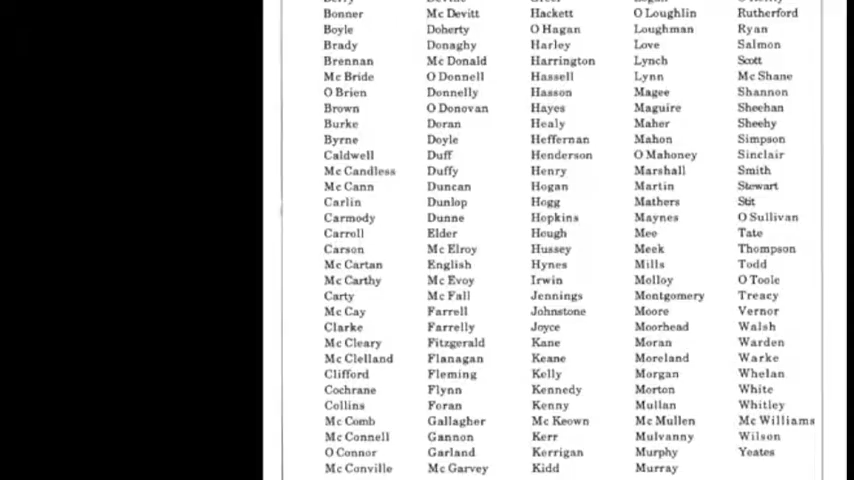 Bonner Mc Devitt Hackett O Loughlin Rutherford
Boyle Doherty O Hagan Loughman Ryan
Brady Donaghy Harley Love Salmon
Brennan Mc Donald Harrington Lynch Scott
Mc Bride O Donnell Hassell Lynn Mc Shane
O Brien Donnelly Hasson Magee Shannon
Brown O Donovan Hayes Maguire Sheehan
Burke Doran Healy Maher Sheehy
Byrne Doyle Heffernan Mahon Simpson
Caldwell Duff Henderson O Mahoney Sinclair
Mc Candless Duffy Henry Marshall Smith
Mc Cann Duncan Hogan Martin Stewart
Carlin Dunlop Hogg Mathers Stit
Carmody Dunne Hopkins Maynes O Sullivan
Carroll Elder Hough Mee Tate
Carson Mc Elroy Hussey Meek Thompson
Mc Cartan English Hynes Mills Todd
Mc Carthy Mc Evoy Irwin Molloy O Toole
Carty Mc Fall Jennings Montgomery Treacy
Mc Cay Farrell Johnstone Moore Vernor
Clarke Farrelly Joyce Moorhead Walsh
Mc Cleary Fitzgerald Kane Moran Warden
Mc Clelland Flanagan Keane Moreland Warke
Clifford Fleming Kelly Morgan Whelan
Cochrane Flynn Kennedy Morton White
Collins Foran Kenny Mullan Whitley
Mc Comb Gallagher Mc Keown Mc Mullen Mc Williams
Mc Connell Gannon Kerr Mulvanny Wilson
O Connor Garland Kerrigan Murphy Yeates
Mc Conville Mc Garvey Kidd Murray